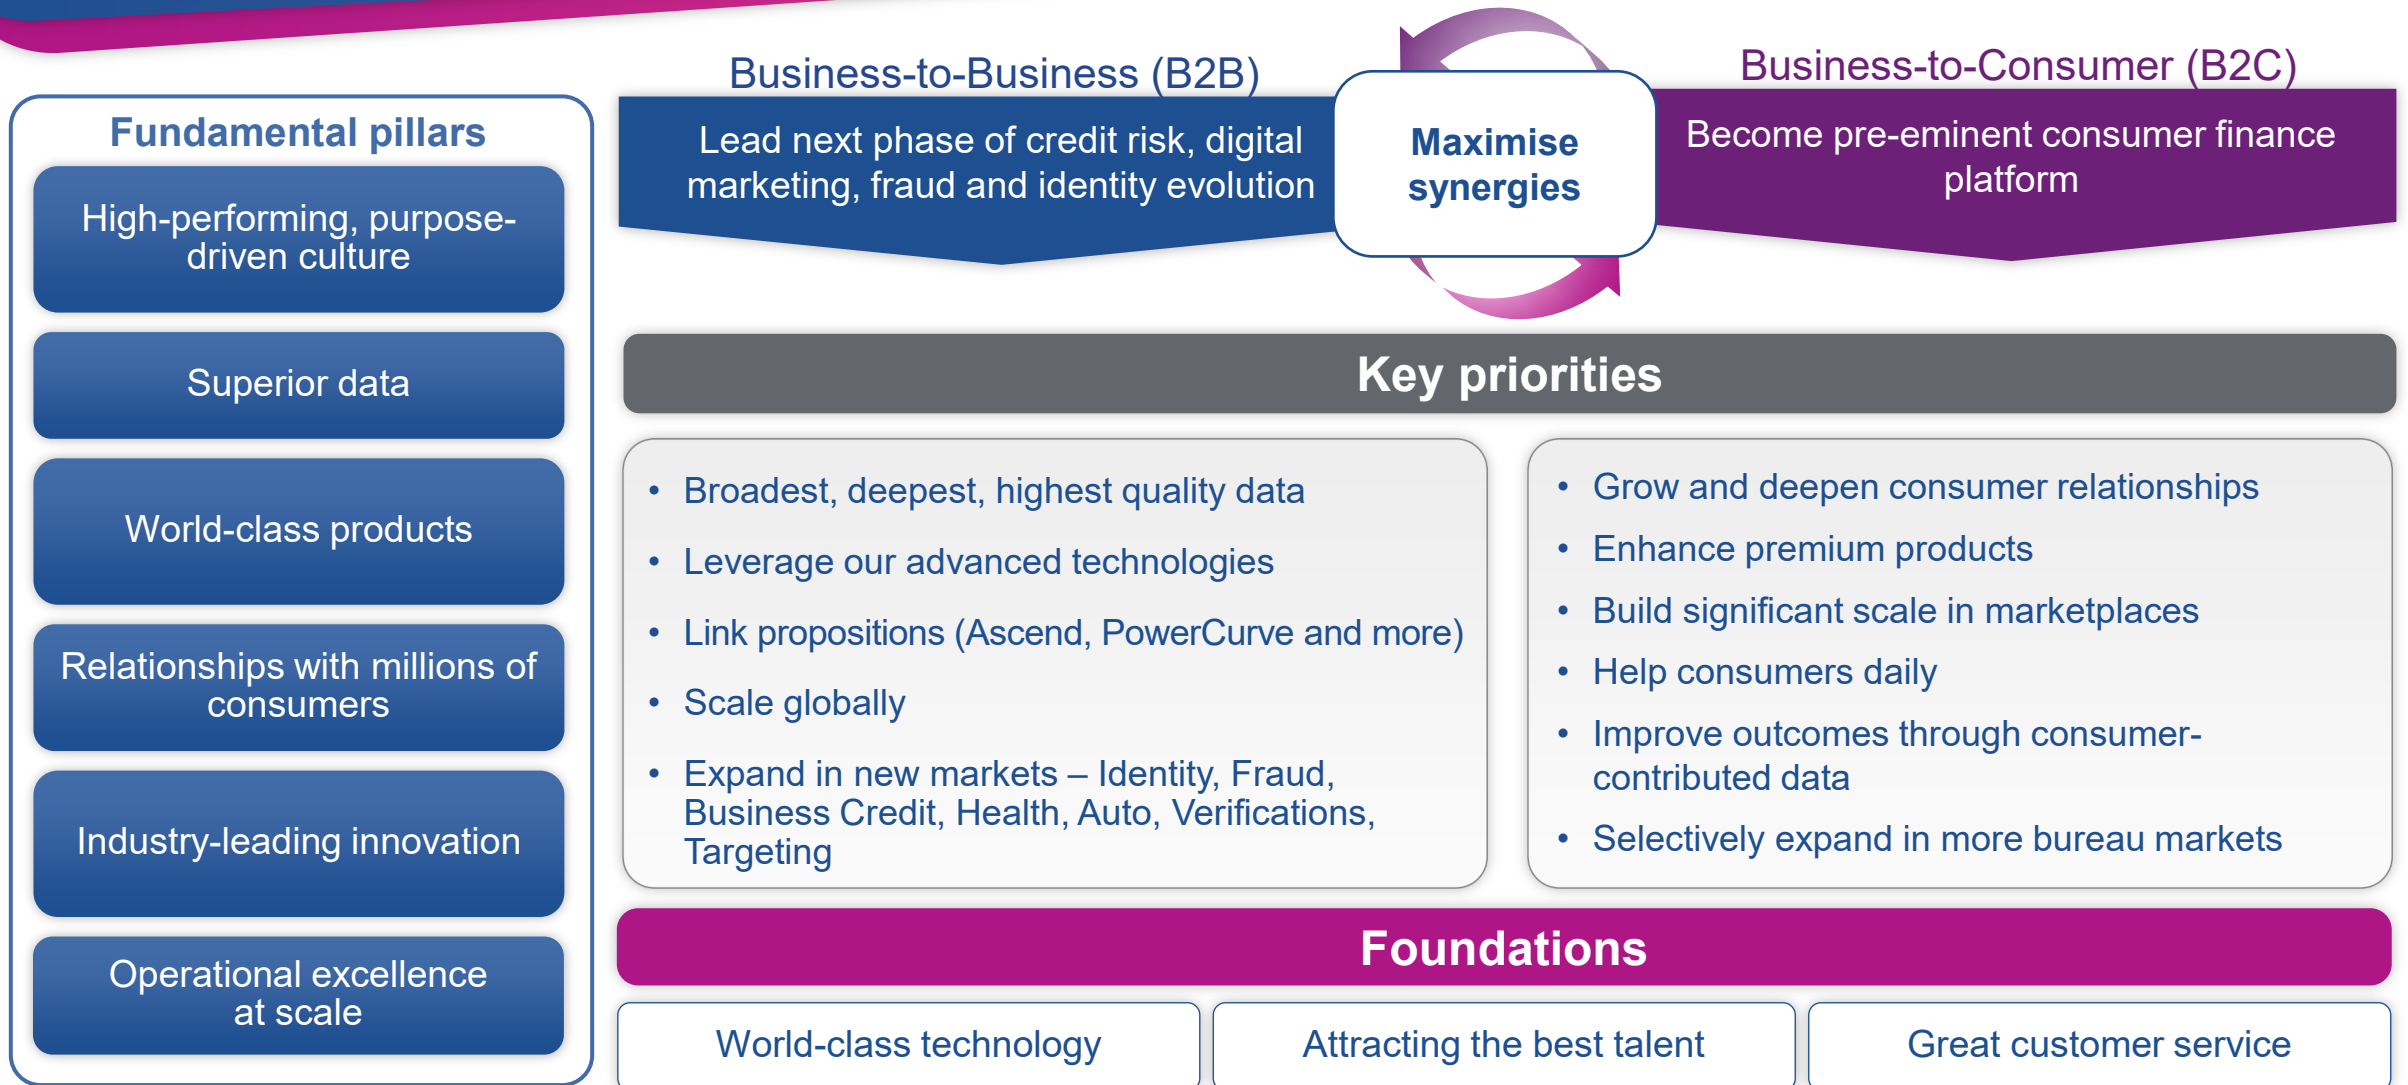 Fundamental pillars
High-performing, purpose-
driven culture
Superior data
World-class products
Relationships with millions of
consumers
Industry-leading innovation
Operational excellence
at scale
Business-to-Business (B2B)
Lead next phase of credit risk, digital
marketing, fraud and identity evolution
Maximise
synergies
Business-to-Consumer (B2C)
Become pre-eminent consumer finance
platform
Key priorities
• Broadest, deepest, highest quality data
• Leverage our advanced technologies
• Link propositions (Ascend, PowerCurve and more)
• Scale globally
• Expand in new markets – Identity, Fraud,
Business Credit, Health, Auto, Verifications,
Targeting
• Grow and deepen consumer relationships
• Enhance premium products
• Build significant scale in marketplaces
• Help consumers daily
• Improve outcomes through consumer-
contributed data
• Selectively expand in more bureau markets
Foundations
World-class technology
Attracting the best talent
Great customer service